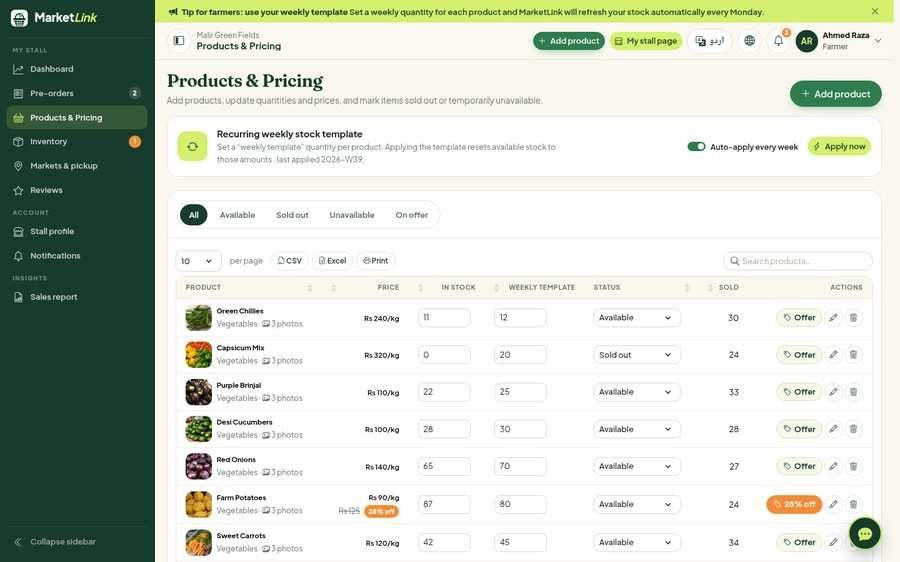 Tip for farmers: use your weekly template Set a weekly quantity for each product and MarketLink will refresh your stock automatically every Monday.
MarketLink
MY STALL
Dashboard
Pre-orders 2
Products & Pricing
Inventory 1
Markets & pickup
Reviews
ACCOUNT
Stall profile
Notifications
INSIGHTS
Sales report
Collapse sidebar
Malir Green Fields
Products & Pricing
Add product
My stall page
اردو
3
AR
Ahmed Raza
Farmer
Products & Pricing
Add products, update quantities and prices, and mark items sold out or temporarily unavailable.
Add product
Recurring weekly stock template
Set a "weekly template" quantity per product. Applying the template resets available stock to
those amounts · last applied 2026-W39.
Auto-apply every week
Apply now
All Available Sold out Unavailable On offer
10 per page CSV Excel Print Search products...
PRODUCT PRICE IN STOCK WEEKLY TEMPLATE STATUS SOLD ACTIONS
Green Chillies
Vegetables · 3 photos
Rs 240/kg 11 12 Available 30 Offer
Capsicum Mix
Vegetables · 3 photos
Rs 320/kg 0 20 Sold out 24 Offer
Purple Brinjal
Vegetables · 3 photos
Rs 110/kg 22 25 Available 33 Offer
Desi Cucumbers
Vegetables · 3 photos
Rs 100/kg 28 30 Available 28 Offer
Red Onions
Vegetables · 3 photos
Rs 140/kg 65 70 Available 27 Offer
Farm Potatoes
Vegetables · 3 photos
Rs 90/kg
Rs 125 28% off
87 80 Available 24 28% off
Sweet Carrots
Vegetables · 3 photos
Rs 120/kg 42 45 Available 34 Offer